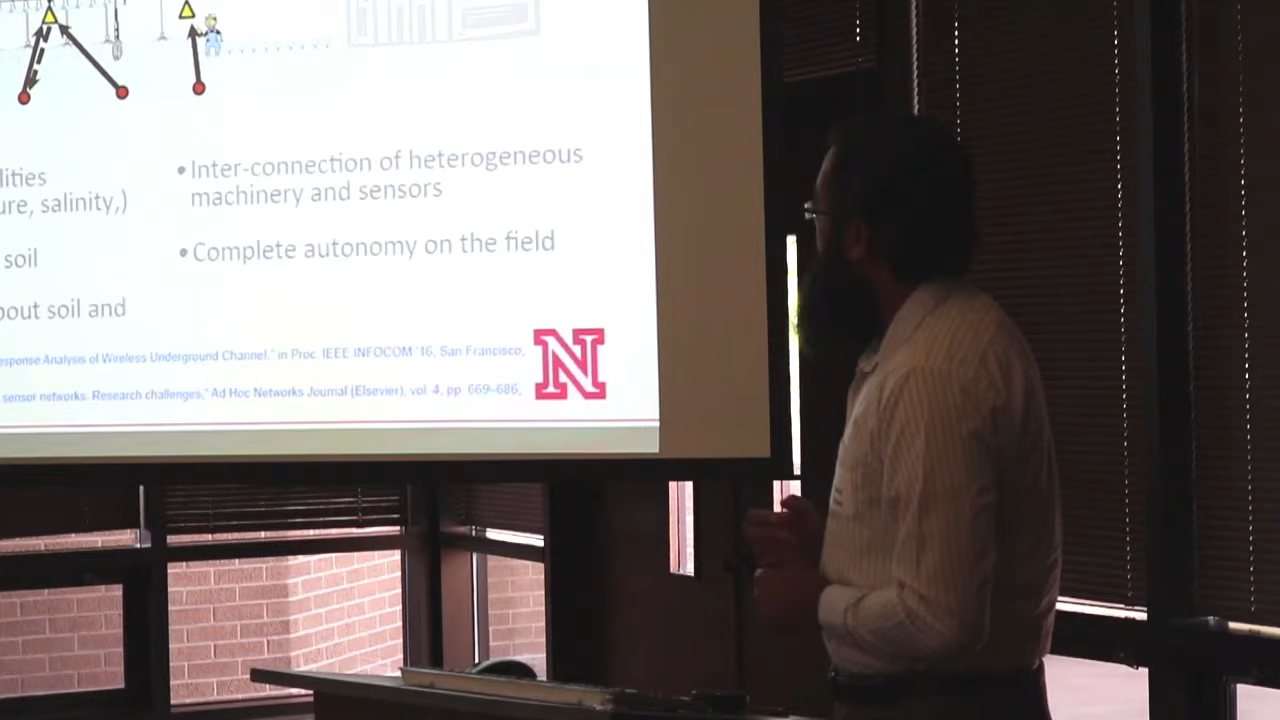 lities
ure, salinity,)
soil
bout soil and
• Inter-connection of heterogeneous
machinery and sensors
• Complete autonomy on the field
esponse Analysis of Wireless Underground Channel," in Proc. IEEE INFOCOM '16, San Francisco,
sensor networks: Research challenges," Ad Hoc Networks Journal (Elsevier), vol. 4, pp. 669–686,
N